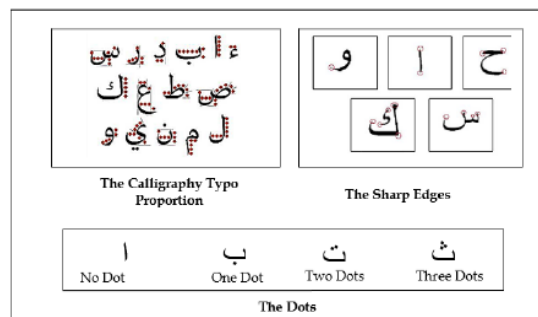 ء ا ب د ر س
ص ط ع ك
ل م ن ي و
The Calligraphy Typo
Proportion
ح ا و
س ك
The Sharp Edges
ا ب ت ث
No Dot One Dot Two Dots Three Dots
The Dots